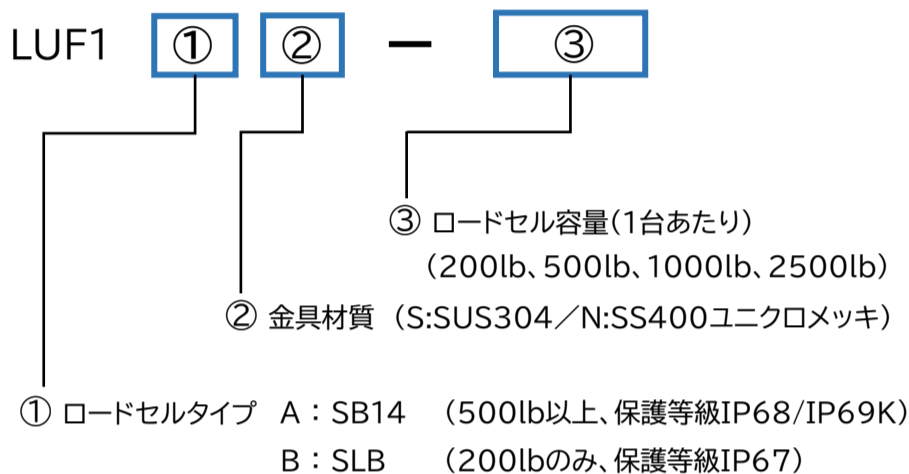 LUF1 ① ② ー ③
③ ロードセル容量(1台あたり)
(200lb、500lb、1000lb、2500lb)
② 金具材質 (S:SUS304/N:SS400ユニクロメッキ)
① ロードセルタイプ A:SB14 (500lb以上、保護等級IP68/IP69K)
B:SLB (200lbのみ、保護等級IP67)